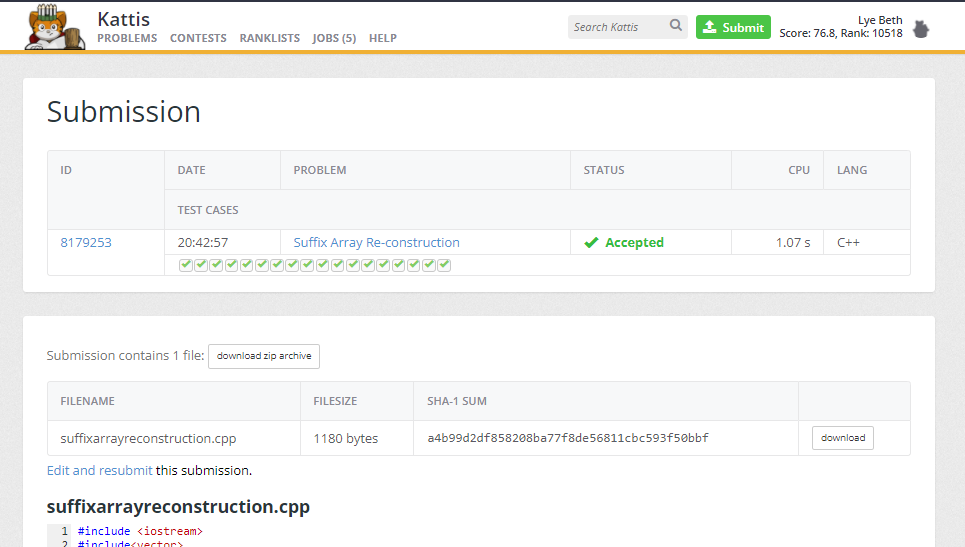 Kattis
PROBLEMS CONTESTS RANKLISTS JOBS (5) HELP
Search Kattis
Submit
Lye Beth
Score: 76.8, Rank: 10518
Submission
ID DATE PROBLEM STATUS CPU LANG
TEST CASES
8179253 20:42:57 Suffix Array Re-construction Accepted 1.07 s C++
Submission contains 1 file: download zip archive
FILENAME FILESIZE SHA-1 SUM
suffixarrayreconstruction.cpp 1180 bytes a4b99d2df858208ba77f8de56811cbc593f50bbf download
Edit and resubmit this submission.
suffixarrayreconstruction.cpp
1 #include <iostream>
2 #include<vector>